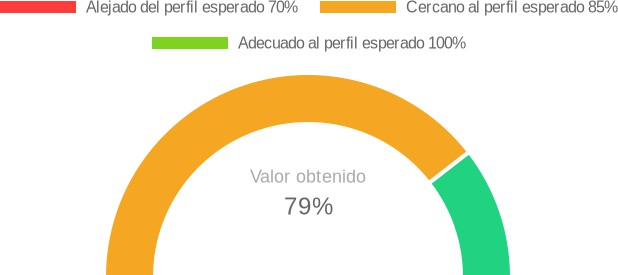 Alejado del perfil esperado 70% Cercano al perfil esperado 85%
Adecuado al perfil esperado 100%
Valor obtenido
79%